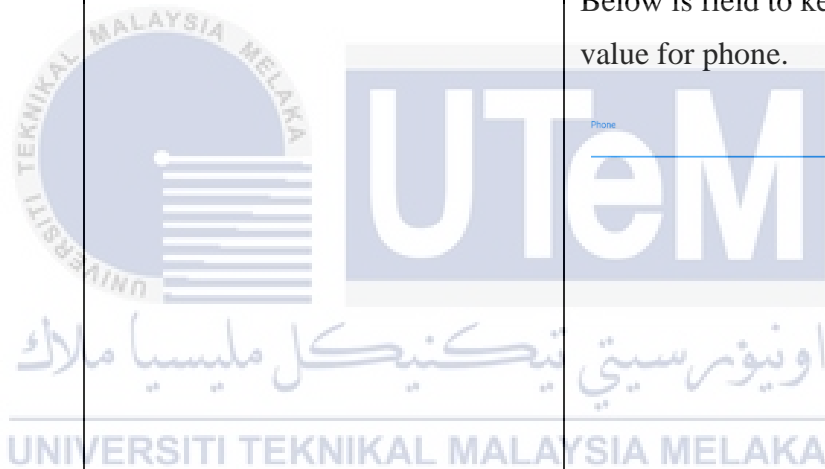 Below is field to ke
value for phone.
Phone
UNIVERSITI TEKNIKAL MALAYSIA MELAKA
UTeM
اونيۏرسيتي تيكنيكل مليسيا ملاك
UNIVERSITI TEKNIKAL MALAYSIA MELAKA